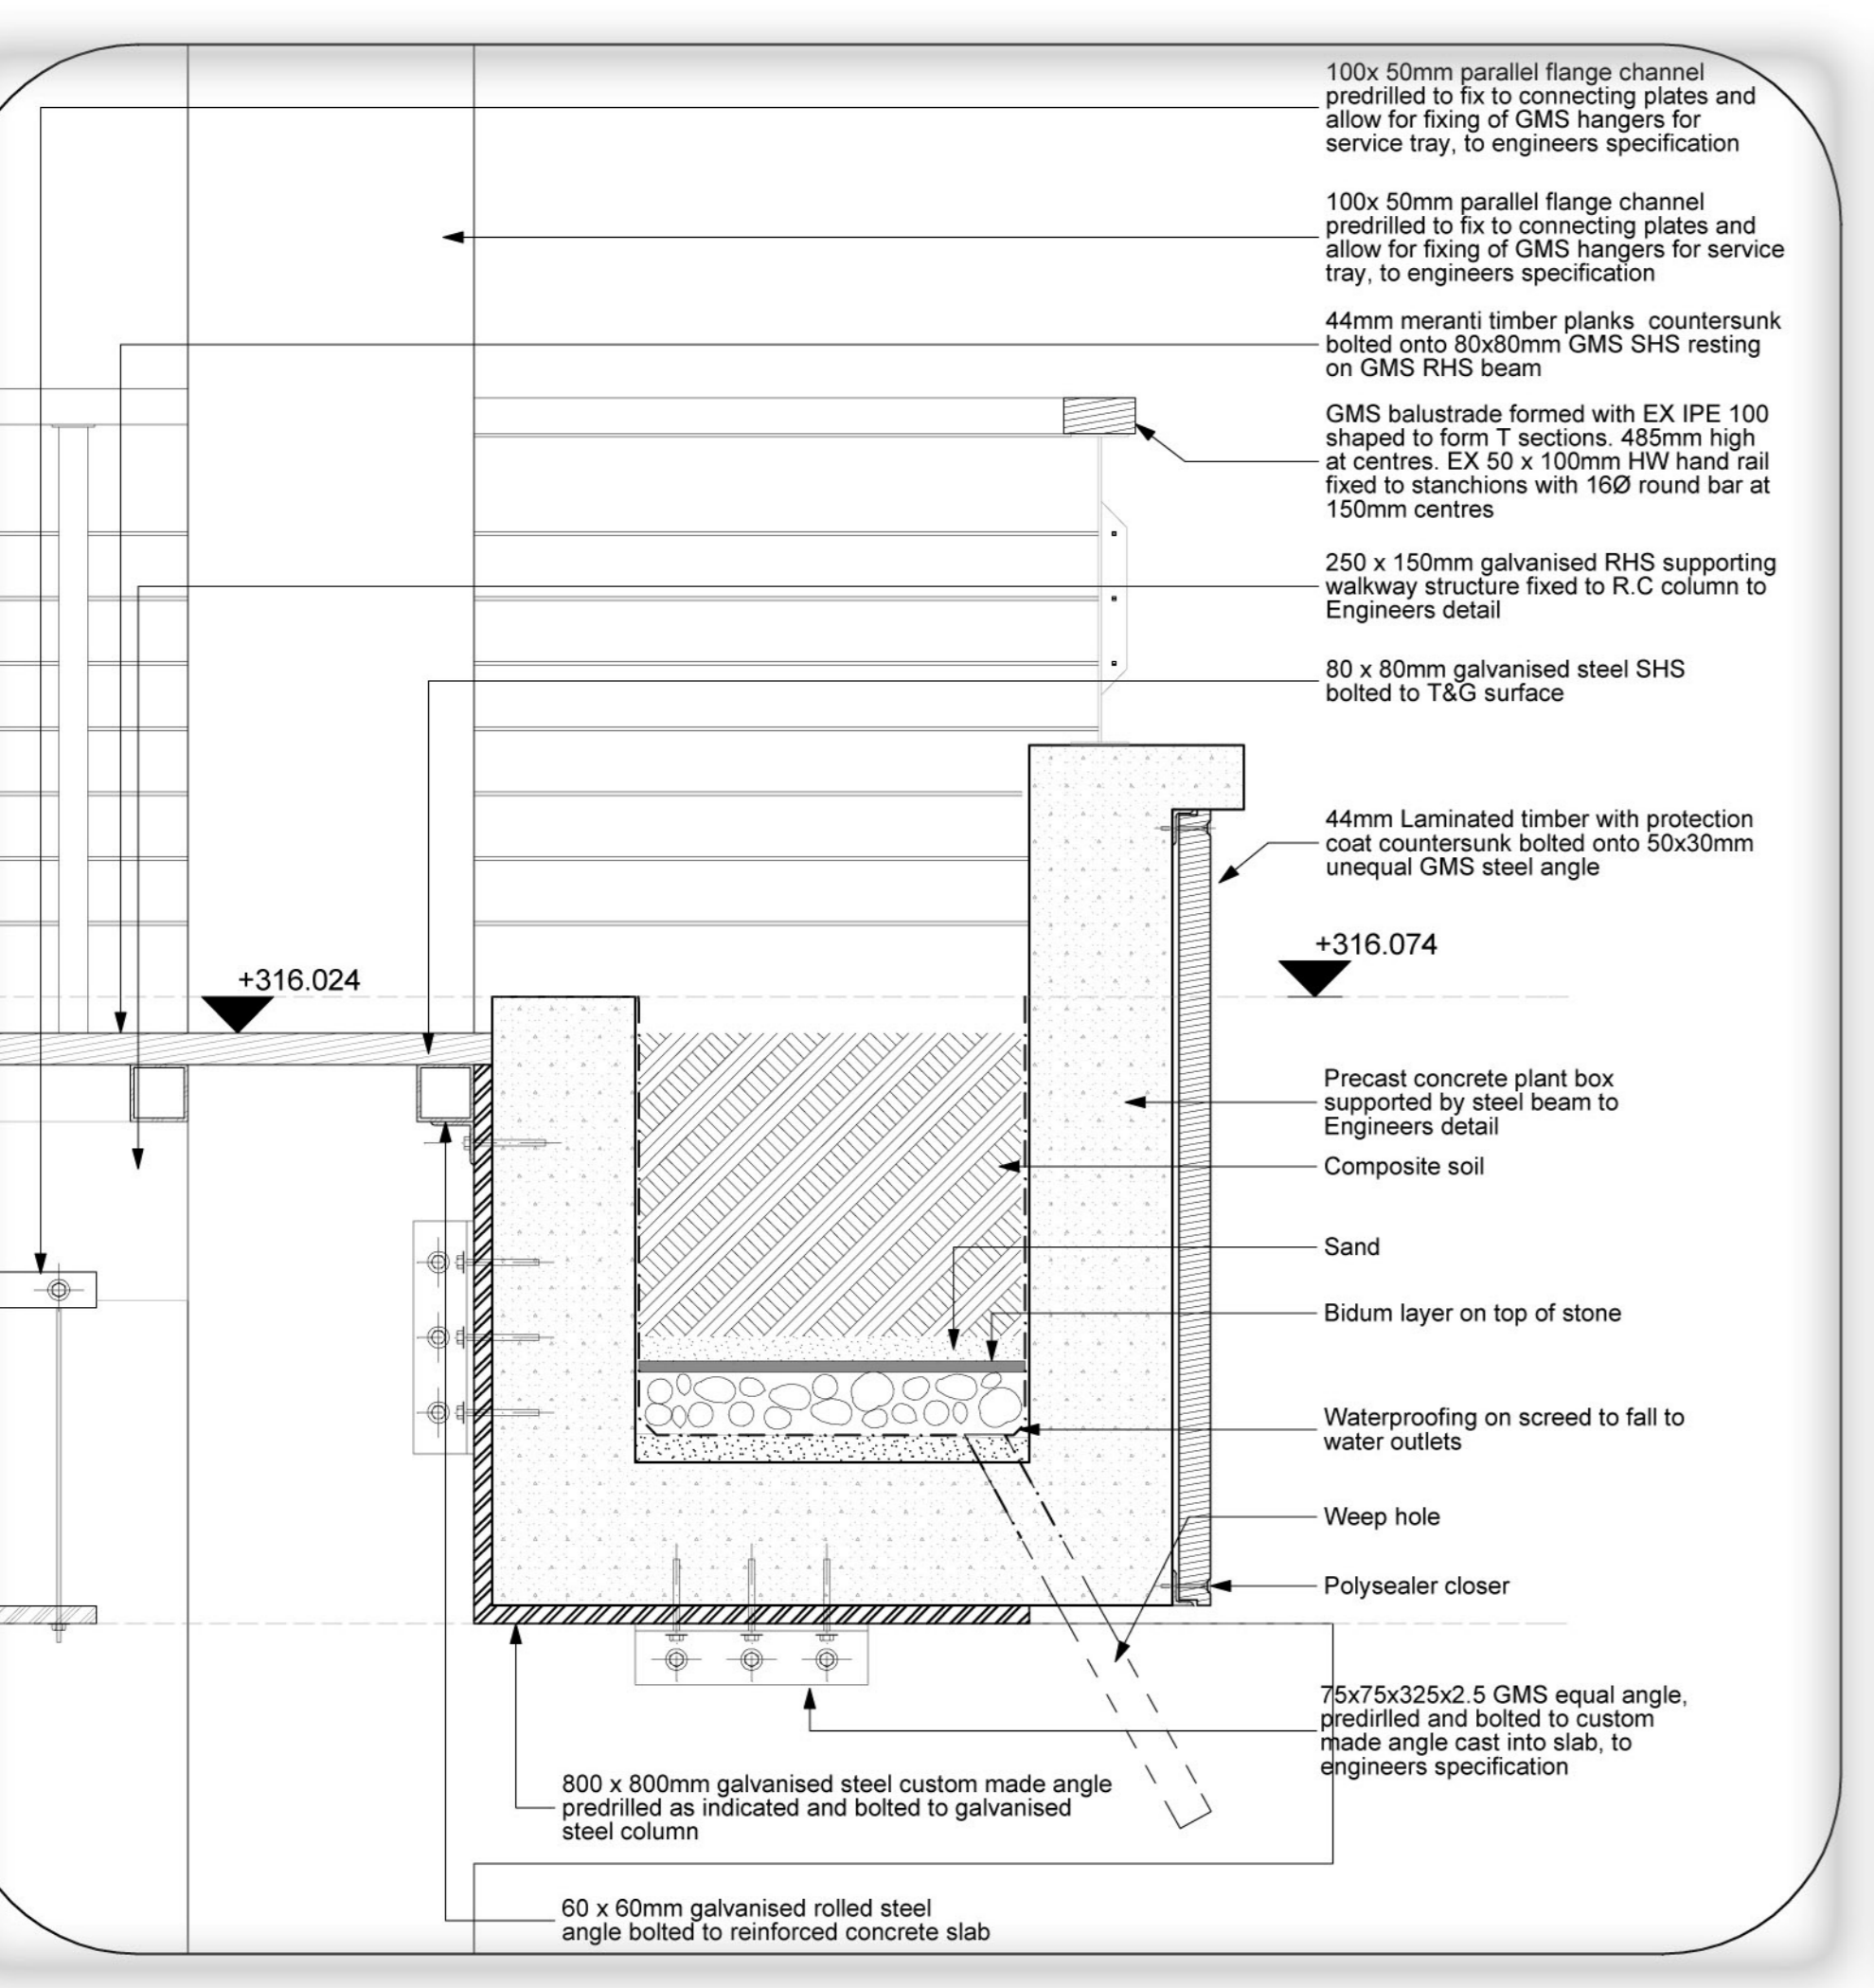 100x 50mm parallel flange channel
predrilled to fix to connecting plates and
allow for fixing of GMS hangers for
service tray, to engineers specification
100x 50mm parallel flange channel
predrilled to fix to connecting plates and
allow for fixing of GMS hangers for service
tray, to engineers specification
44mm meranti timber planks  countersunk
bolted onto 80x80mm GMS SHS resting
on GMS RHS beam
GMS balustrade formed with EX IPE 100
shaped to form T sections. 485mm high
at centres. EX 50 x 100mm HW hand rail
fixed to stanchions with 16Ø round bar at
150mm centres
250 x 150mm galvanised RHS supporting
walkway structure fixed to R.C column to
Engineers detail
80 x 80mm galvanised steel SHS
bolted to T&G surface
44mm Laminated timber with protection
coat countersunk bolted onto 50x30mm
unequal GMS steel angle
+316.074
+316.024
Precast concrete plant box
supported by steel beam to
Engineers detail
Composite soil
Sand
Bidum layer on top of stone
Waterproofing on screed to fall to
water outlets
Weep hole
Polysealer closer
75x75x325x2.5 GMS equal angle,
predirlled and bolted to custom
made angle cast into slab, to
engineers specification
800 x 800mm galvanised steel custom made angle
predrilled as indicated and bolted to galvanised
steel column
60 x 60mm galvanised rolled steel
angle bolted to reinforced concrete slab